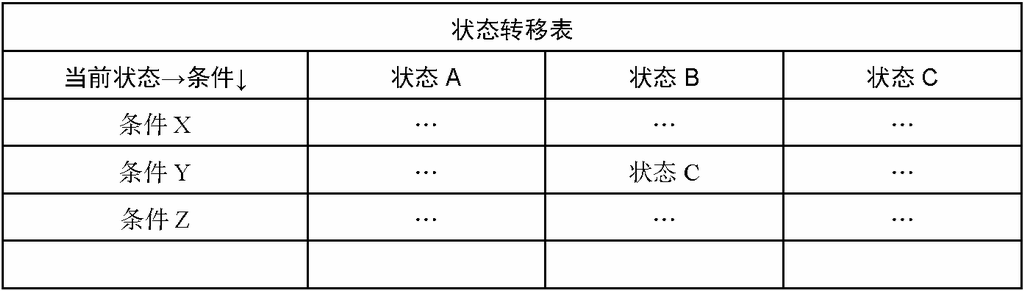 状态转移表
当前状态→条件↓ 状态 A 状态 B 状态 C
条件 X … … …
条件 Y … 状态 C …
条件 Z … … …